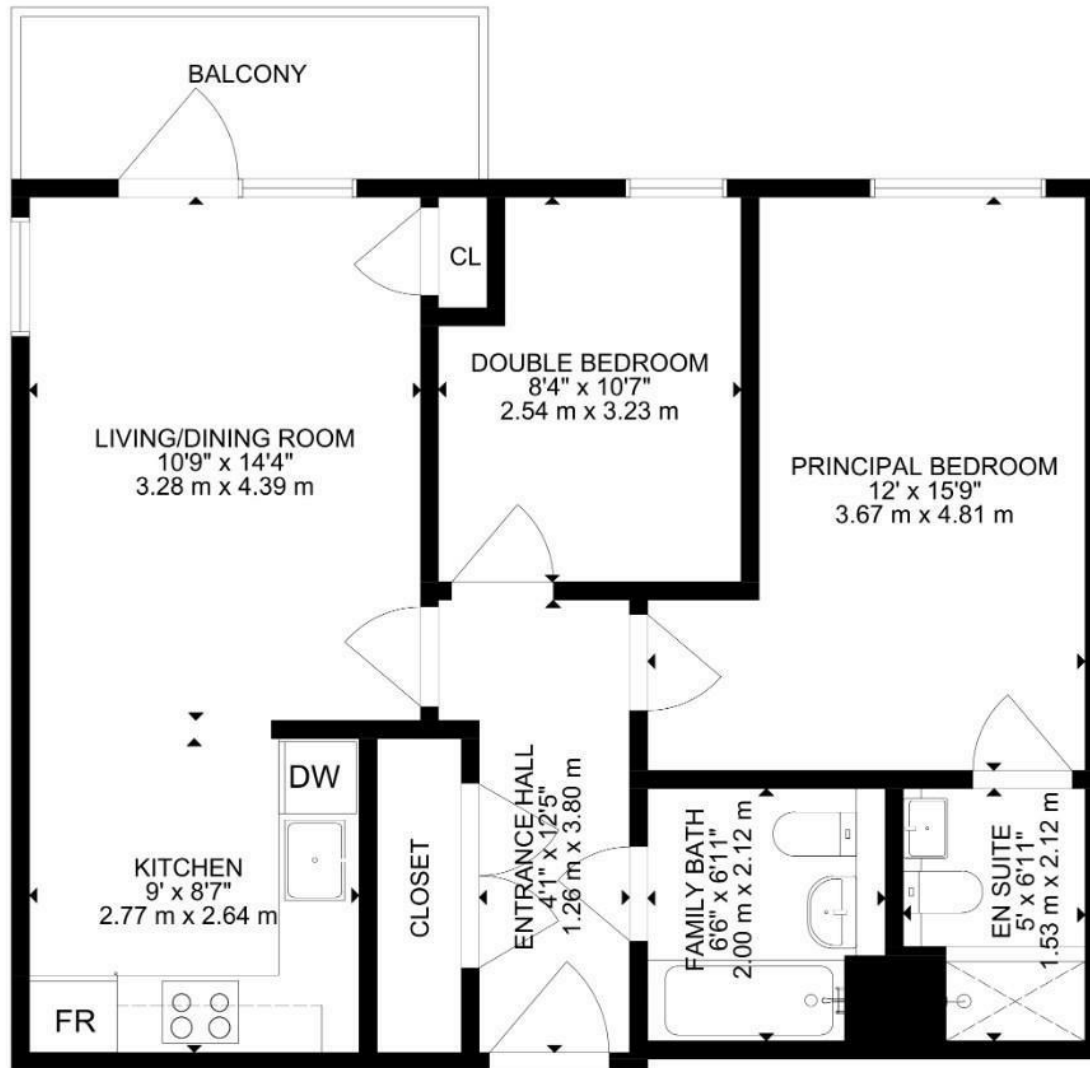 BALCONY
CL
DOUBLE BEDROOM
8'4" x 10'7"
2.54 m x 3.23 m
LIVING/DINING ROOM
10'9" x 14'4"
3.28 m x 4.39 m
PRINCIPAL BEDROOM
12' x 15'9"
3.67 m x 4.81 m
DW
KITCHEN
9' x 8'7"
2.77 m x 2.64 m
FR
CLOSET
ENTRANCE HALL
4'1" x 12'5"
1.26 m x 3.80 m
FAMILY BATH
6'6" x 6'11"
2.00 m x 2.12 m
EN SUITE
5' x 6'11"
1.53 m x 2.12 m